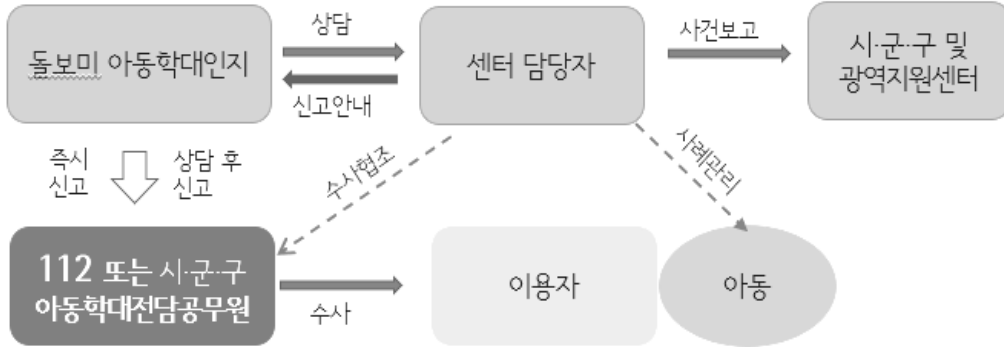 돌보미 아동학대인지
상담
신고안내
센터 담당자
사건보고
시·군·구 및
광역지원센터
즉시
신고
상담 후
신고
수사협조
사례관리
112 또는 시·군·구
아동학대전담공무원
수사
이용자
아동